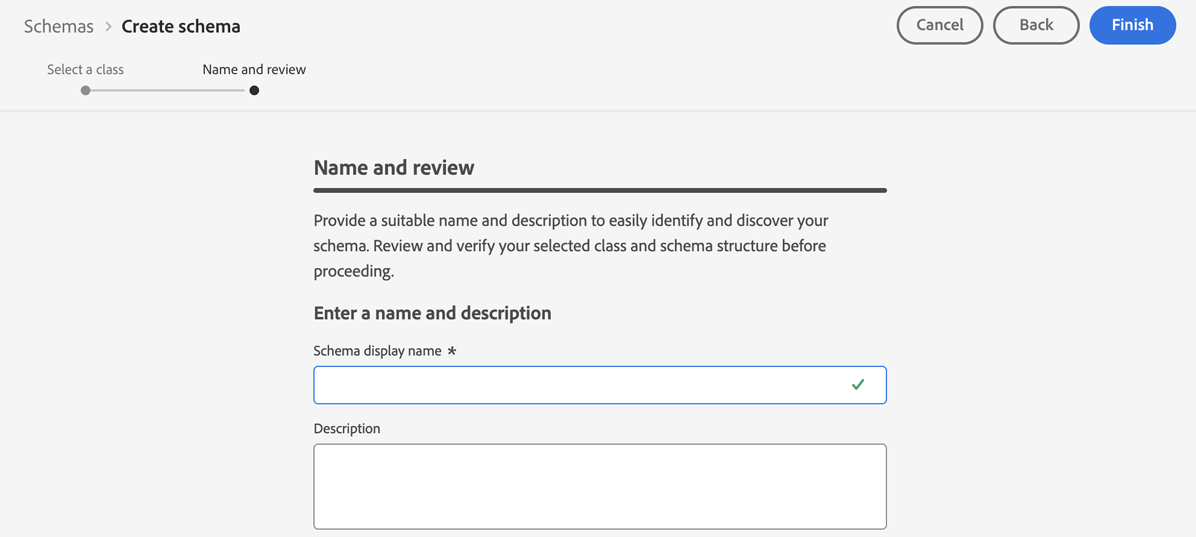 Schemas > Create schema
Cancel
Back
Finish
Select a class
Name and review
Name and review
Provide a suitable name and description to easily identify and discover your
schema. Review and verify your selected class and schema structure before
proceeding.
Enter a name and description
Schema display name *
Description